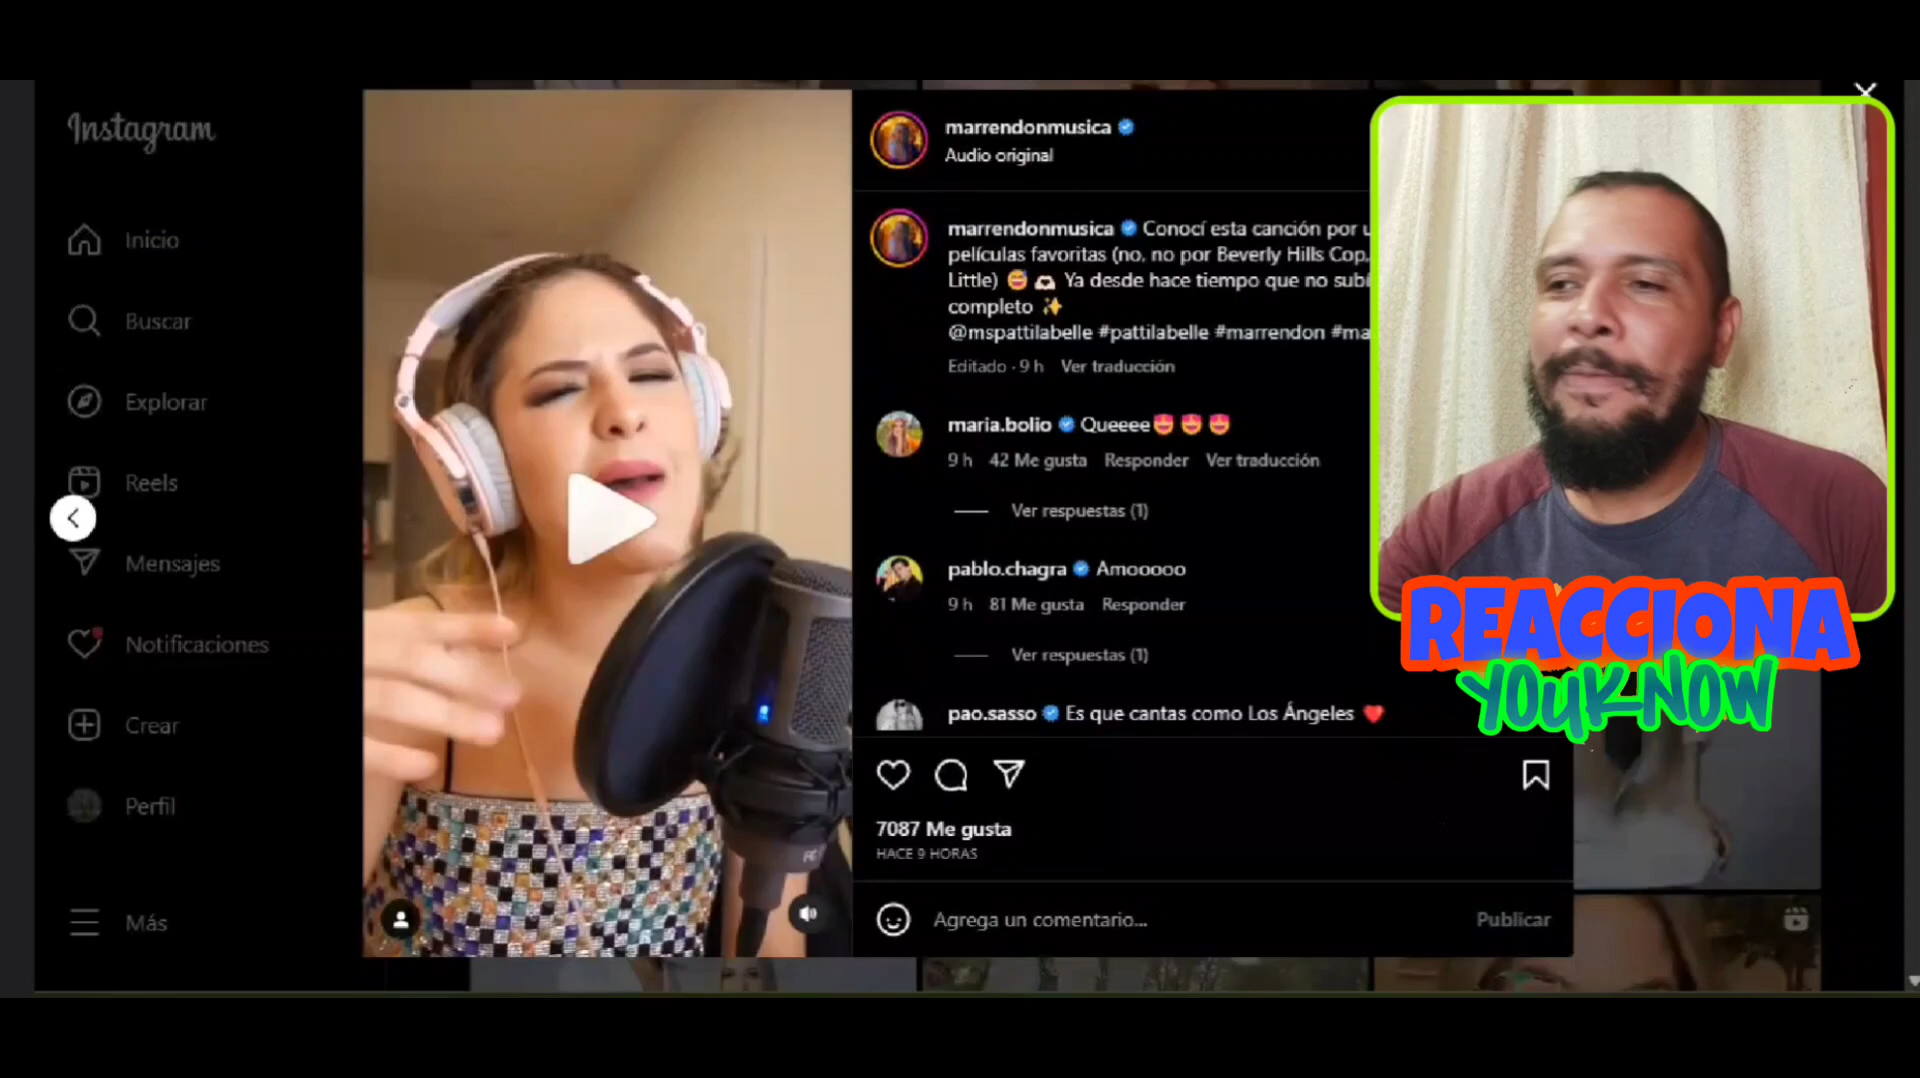 Instagram
Inicio
Buscar
Explorar
Reels
Mensajes
Notificaciones
Crear
Perfil
Más
marrendonmusica
Audio original
marrendonmusica Conocí esta canción por
películas favoritas (no, no por Beverly Hills Cop,
Little) 😅 🫶🏻 Ya desde hace tiempo que no subí
completo ✨
@mspattilabelle #pattilabelle #marrendon #ma
Editado · 9 h Ver traducción
maria.bolio Queeee😍 😍 😍
9 h 42 Me gusta Responder Ver traducción
Ver respuestas (1)
pablo.chagra Amooooo
9 h 81 Me gusta Responder
Ver respuestas (1)
pao.sasso Es que cantas como Los Ángeles ❤️
7087 Me gusta
HACE 9 HORAS
Agrega un comentario...
Publicar
REACCIONA
YOUKNOW